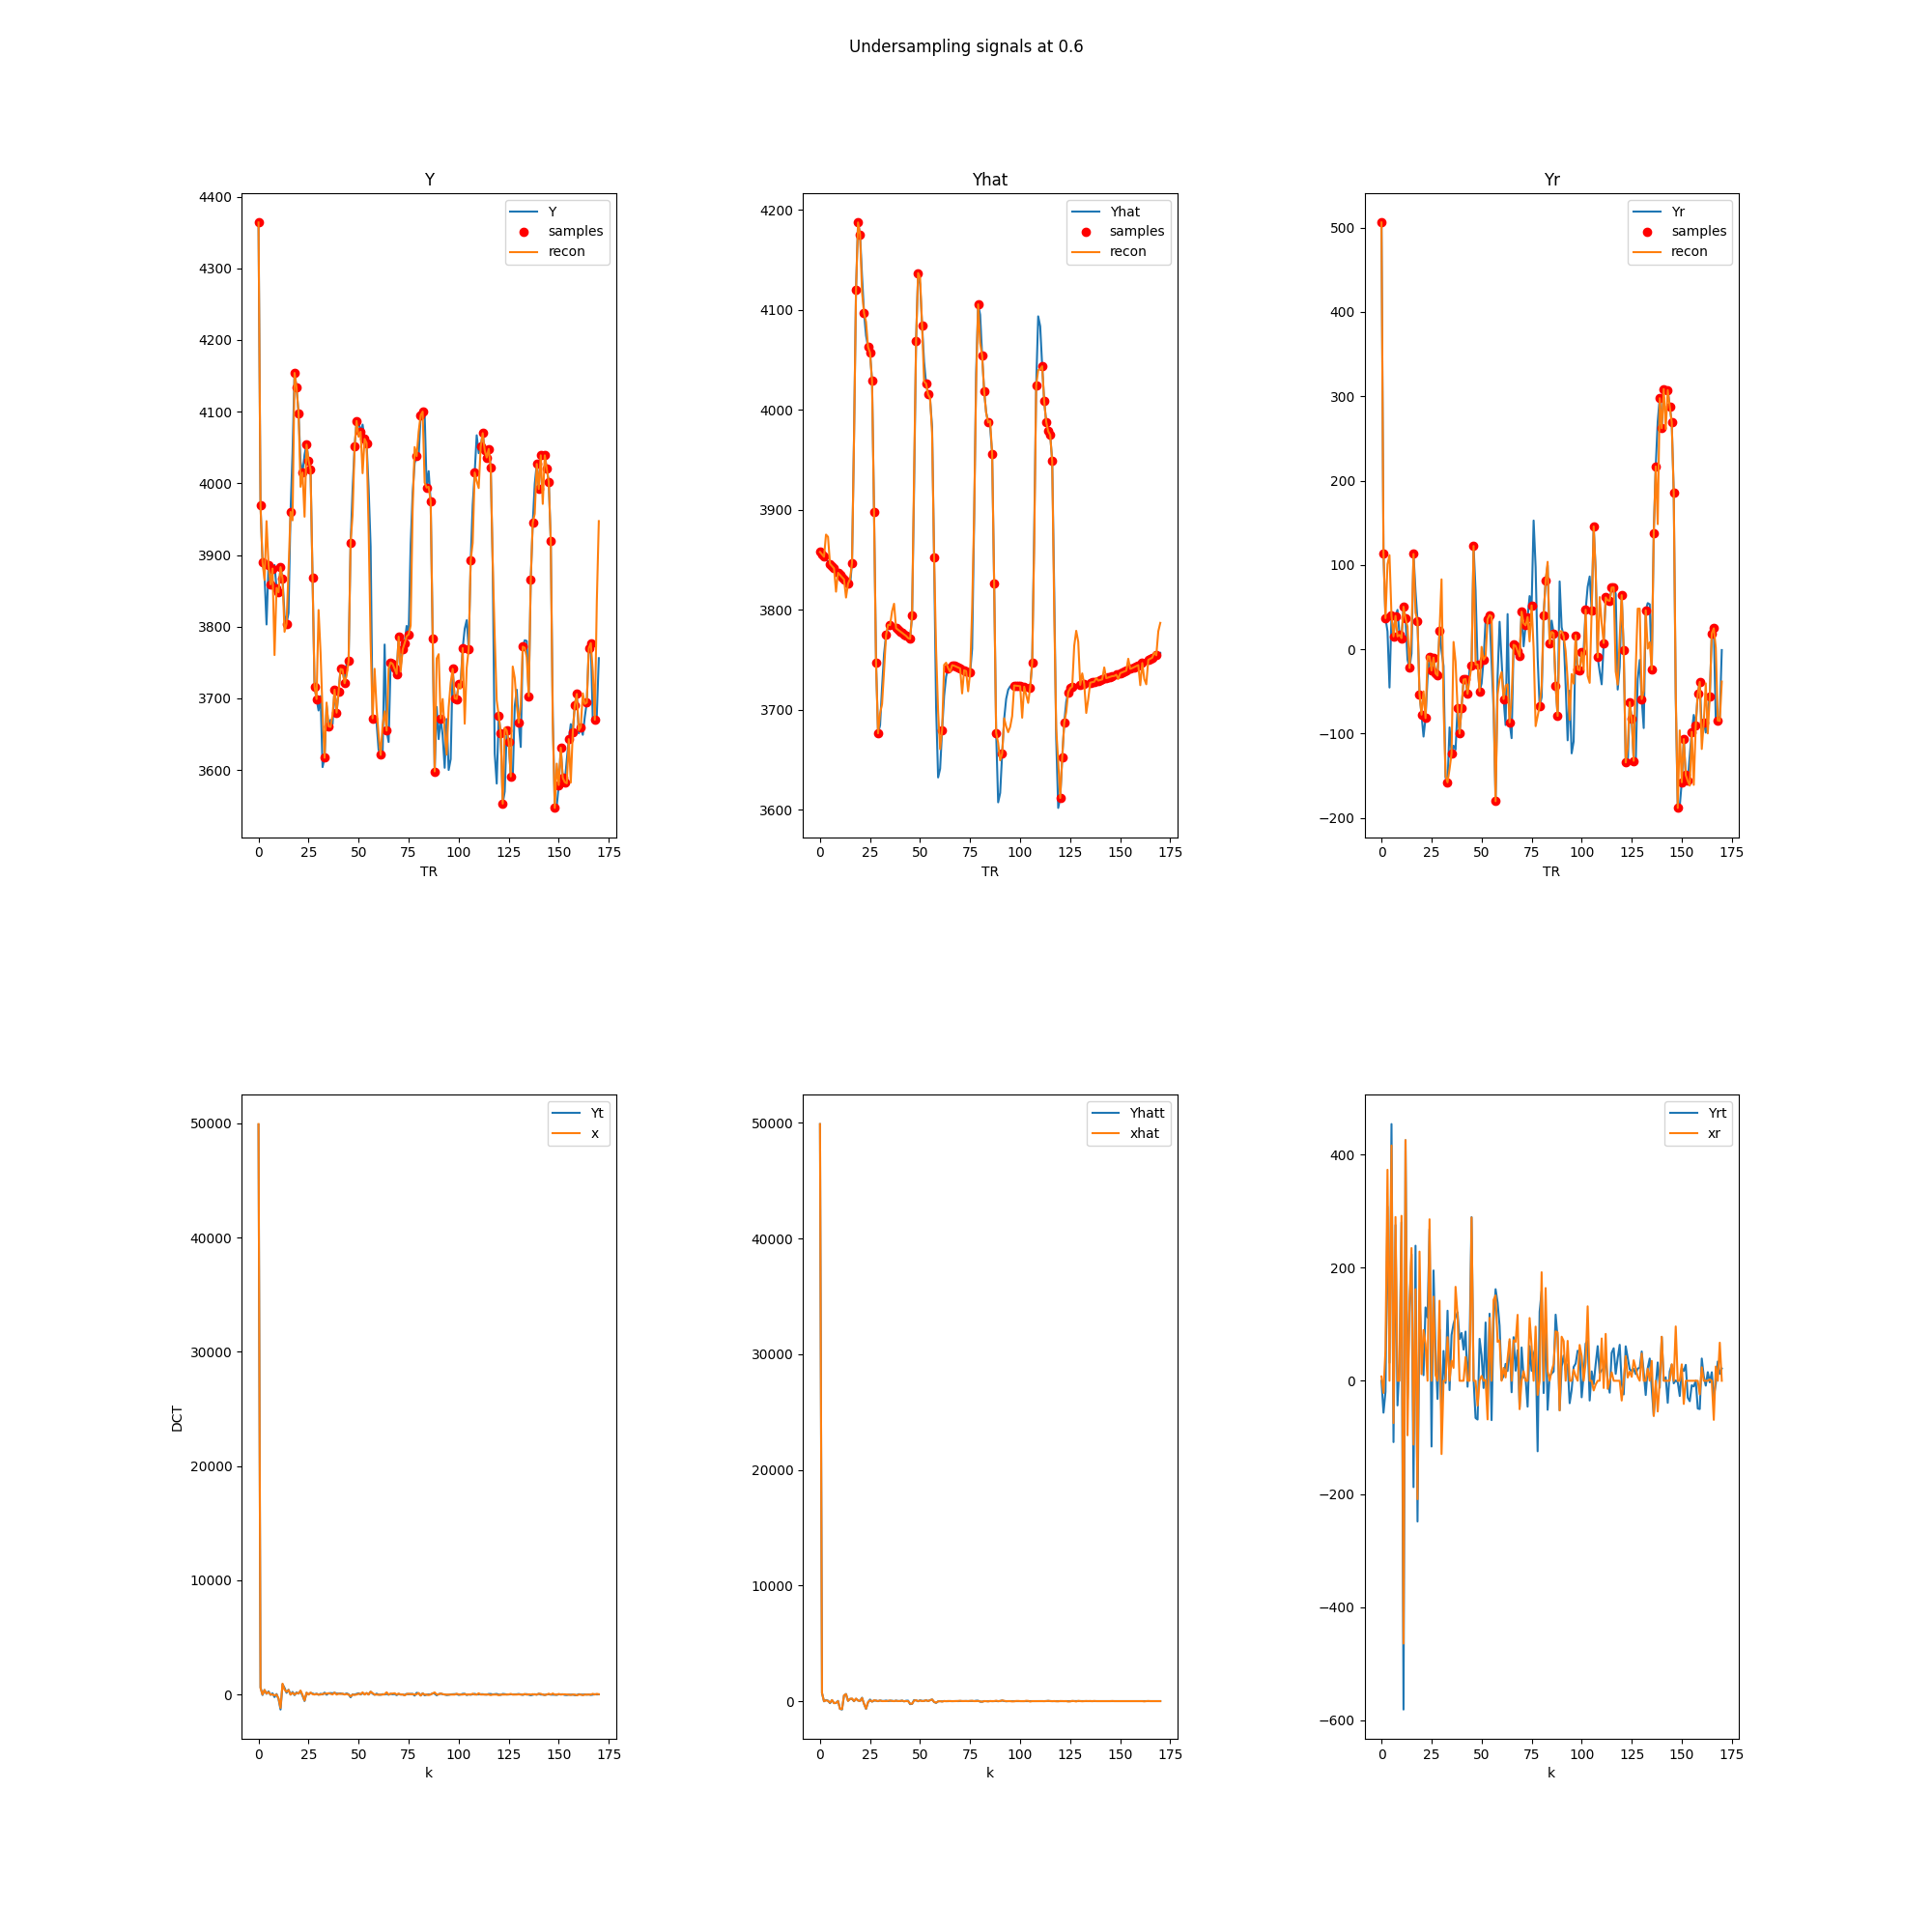 Undersampling signals at 0.6
Y
4400
4300
4200
4100
4000
3900
3800
3700
3600
Y
samples
recon
0 25 50 75 100 125 150 175
TR
Yhat
4200
4100
4000
3900
3800
3700
3600
Yhat
samples
recon
0 25 50 75 100 125 150 175
TR
Yr
500
400
300
200
100
0
−100
−200
Yr
samples
recon
0 25 50 75 100 125 150 175
TR
DCT
50000
40000
30000
20000
10000
0
Yt
x
0 25 50 75 100 125 150 175
k
50000
40000
30000
20000
10000
0
Yhatt
xhat
0 25 50 75 100 125 150 175
k
400
200
0
−200
−400
−600
Yrt
xr
0 25 50 75 100 125 150 175
k